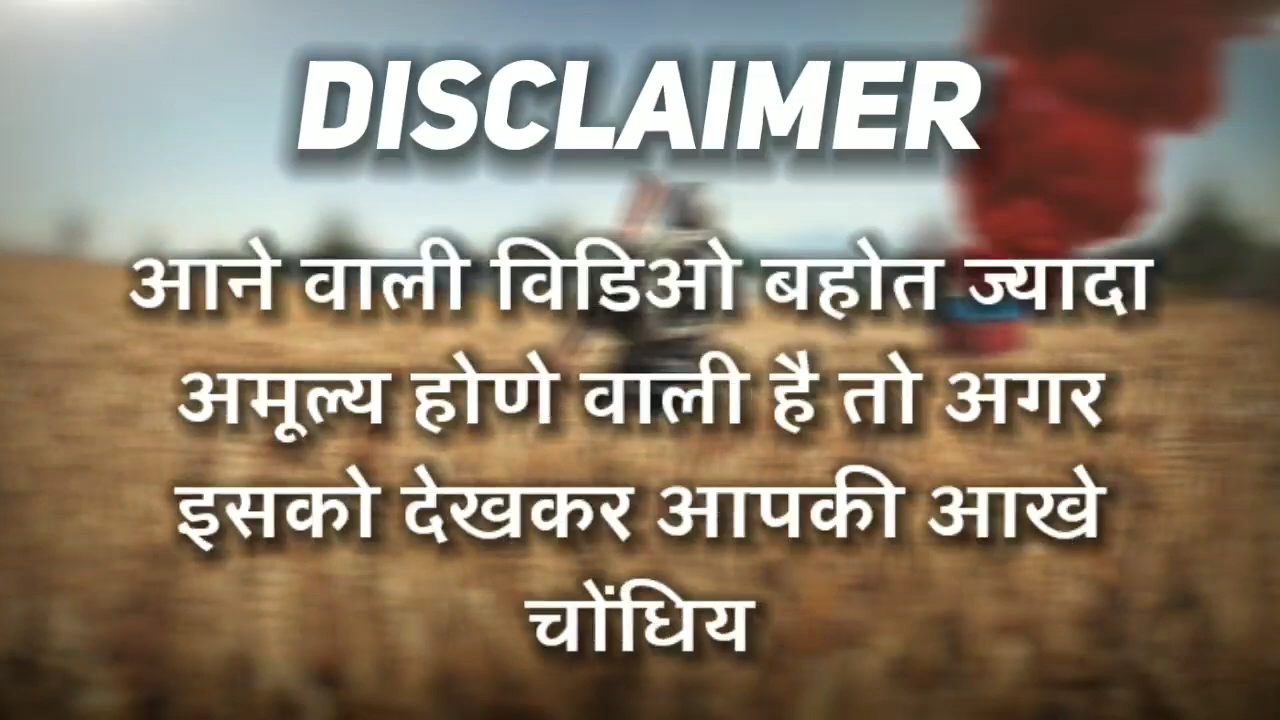 DISCLAIMER
आने वाली विडिओ बहोत ज्यादा
अमूल्य होणे वाली है तो अगर
इसको देखकर आपकी आखे
चोंधिय